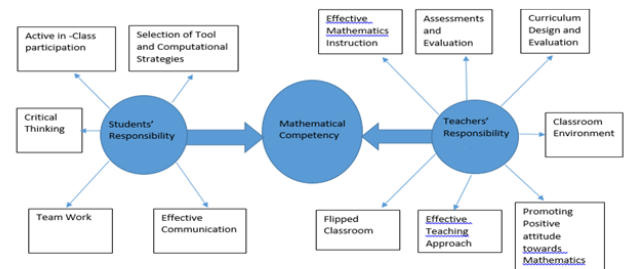 Active in -Class
participation
Selection of Tool
and Computational
Strategies
Effective
Mathematics
Instruction
Assessments
and
Evaluation
Curriculum
Design and
Evaluation
Critical
Thinking
Students'
Responsibility
Mathematical
Competency
Teachers'
Responsibility
Classroom
Environment
Team Work
Effective
Communication
Flipped
Classroom
Effective
Teaching
Approach
Promoting
Positive
attitude
towards
Mathematics